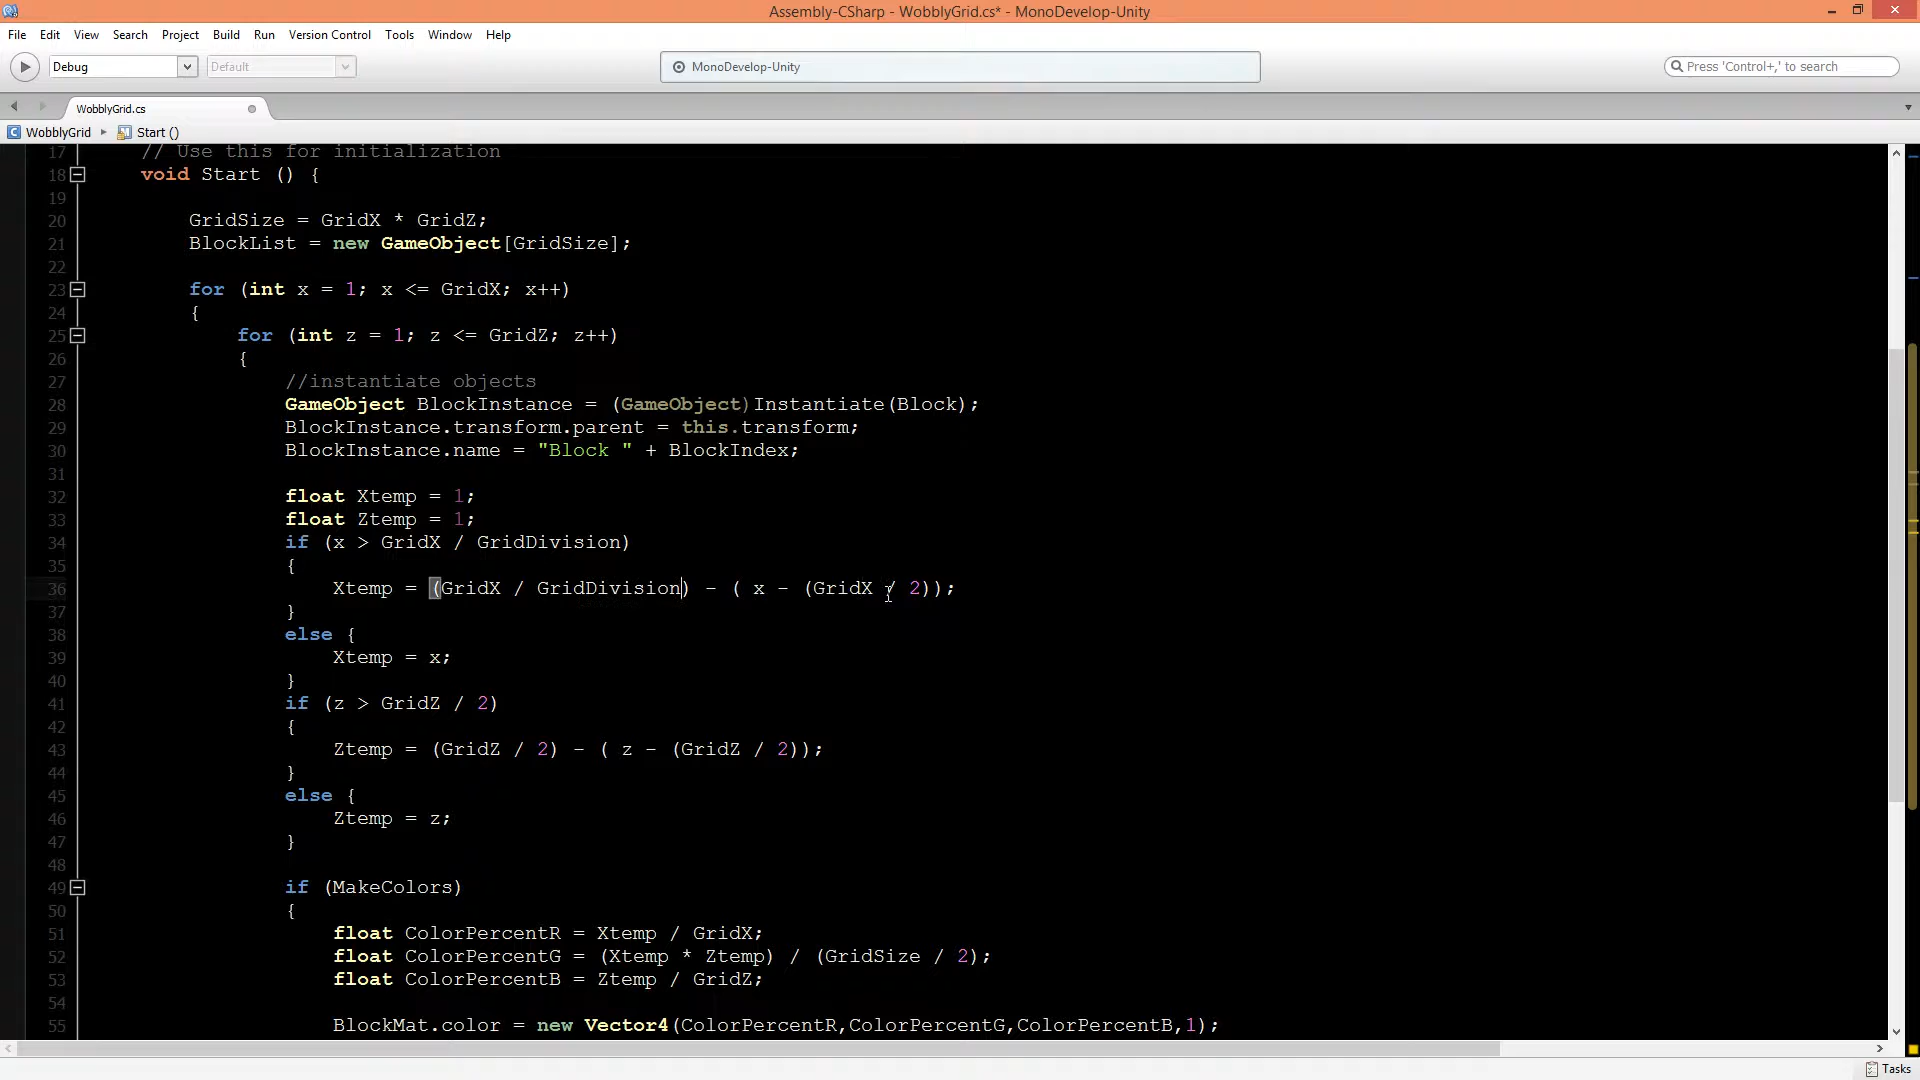 Assembly-CSharp - WobblyGrid.cs* - MonoDevelop-Unity
File Edit View Search Project Build Run Version Control Tools Window Help
Debug Default MonoDevelop-Unity Press 'Control+,' to search
WobblyGrid.cs
WobblyGrid Start ()
17 // Use this for initialization
18 void Start () {
19
20 GridSize = GridX * GridZ;
21 BlockList = new GameObject[GridSize];
22
23 for (int x = 1; x <= GridX; x++)
24 {
25 for (int z = 1; z <= GridZ; z++)
26 {
27 //instantiate objects
28 GameObject BlockInstance = (GameObject)Instantiate(Block);
29 BlockInstance.transform.parent = this.transform;
30 BlockInstance.name = "Block " + BlockIndex;
31
32 float Xtemp = 1;
33 float Ztemp = 1;
34 if (x > GridX / GridDivision)
35 {
36 Xtemp = (GridX / GridDivision) - ( x - (GridX / 2));
37 }
38 else {
39 Xtemp = x;
40 }
41 if (z > GridZ / 2)
42 {
43 Ztemp = (GridZ / 2) - ( z - (GridZ / 2));
44 }
45 else {
46 Ztemp = z;
47 }
48
49 if (MakeColors)
50 {
51 float ColorPercentR = Xtemp / GridX;
52 float ColorPercentG = (Xtemp * Ztemp) / (GridSize / 2);
53 float ColorPercentB = Ztemp / GridZ;
54
55 BlockMat.color = new Vector4(ColorPercentR,ColorPercentG,ColorPercentB,1);
Tasks